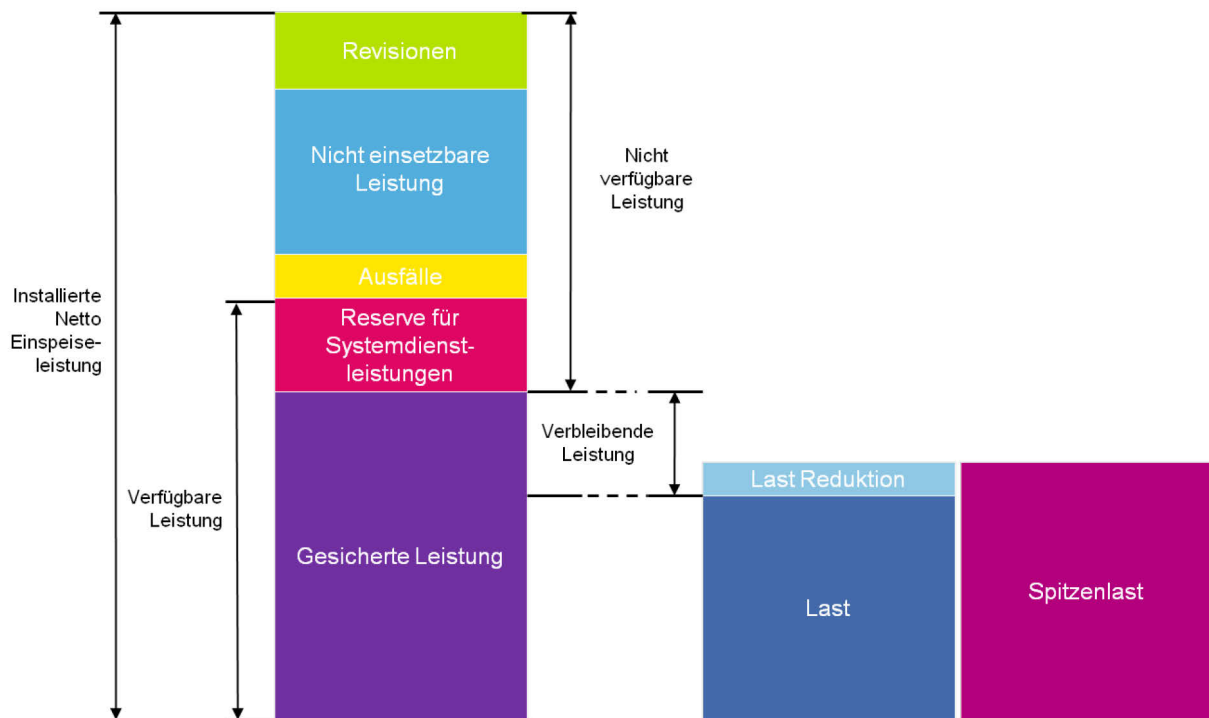 Revisionen
Nicht einsetzbare
Leistung
Nicht
verfügbare
Leistung
Ausfälle
Installierte
Netto
Einspeise-
leistung
Reserve für
Systemdienst-
leistungen
Verbleibende
Leistung
Verfügbare
Leistung
Gesicherte Leistung
Last Reduktion
Last
Spitzenlast